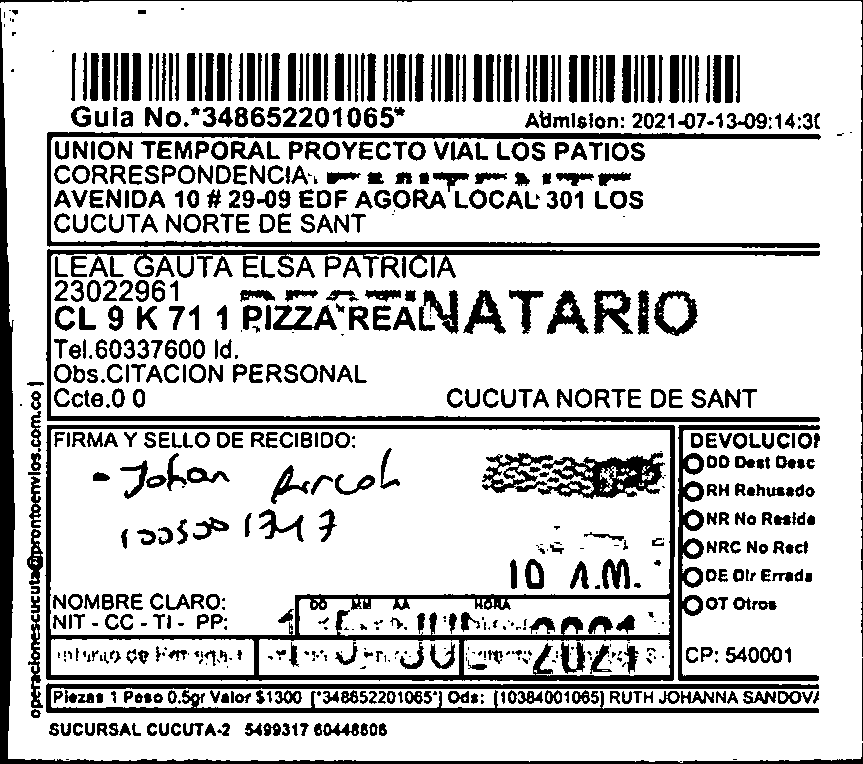 Guia No.*348652201065*
Admision: 2021-07-13-09:14:30
UNION TEMPORAL PROYECTO VIAL LOS PATIOS
CORRESPONDENCIA
AVENIDA 10 # 29-09 EDF AGORA LOCAL 301 LOS
CUCUTA NORTE DE SANT
LEAL GAUTA ELSA PATRICIA
23022961
CL 9 K 71 1 PIZZA REAL
NATARIO
Tel.60337600 Id.
Obs.CITACION PERSONAL
Ccte.0 0
CUCUTA NORTE DE SANT
operacionescucuta@prontoenvios.com.co |
FIRMA Y SELLO DE RECIBIDO:
- Johan
10 A.M.
NOMBRE CLARO:
NIT - CC - TI - PP:
DD MM AA HORA
JUL 2021
DEVOLUCION
DD Dest Desc
RH Rehusado
NR No Reside
NRC No Recl
DE Dir Errada
OT Otros
CP: 540001
Piezas 1 Peso 0.5gr Valor $1300 [*348652201065*] Ods: [10384001065] RUTH JOHANNA SANDOVA
SUCURSAL CUCUTA-2 5499317 60448606